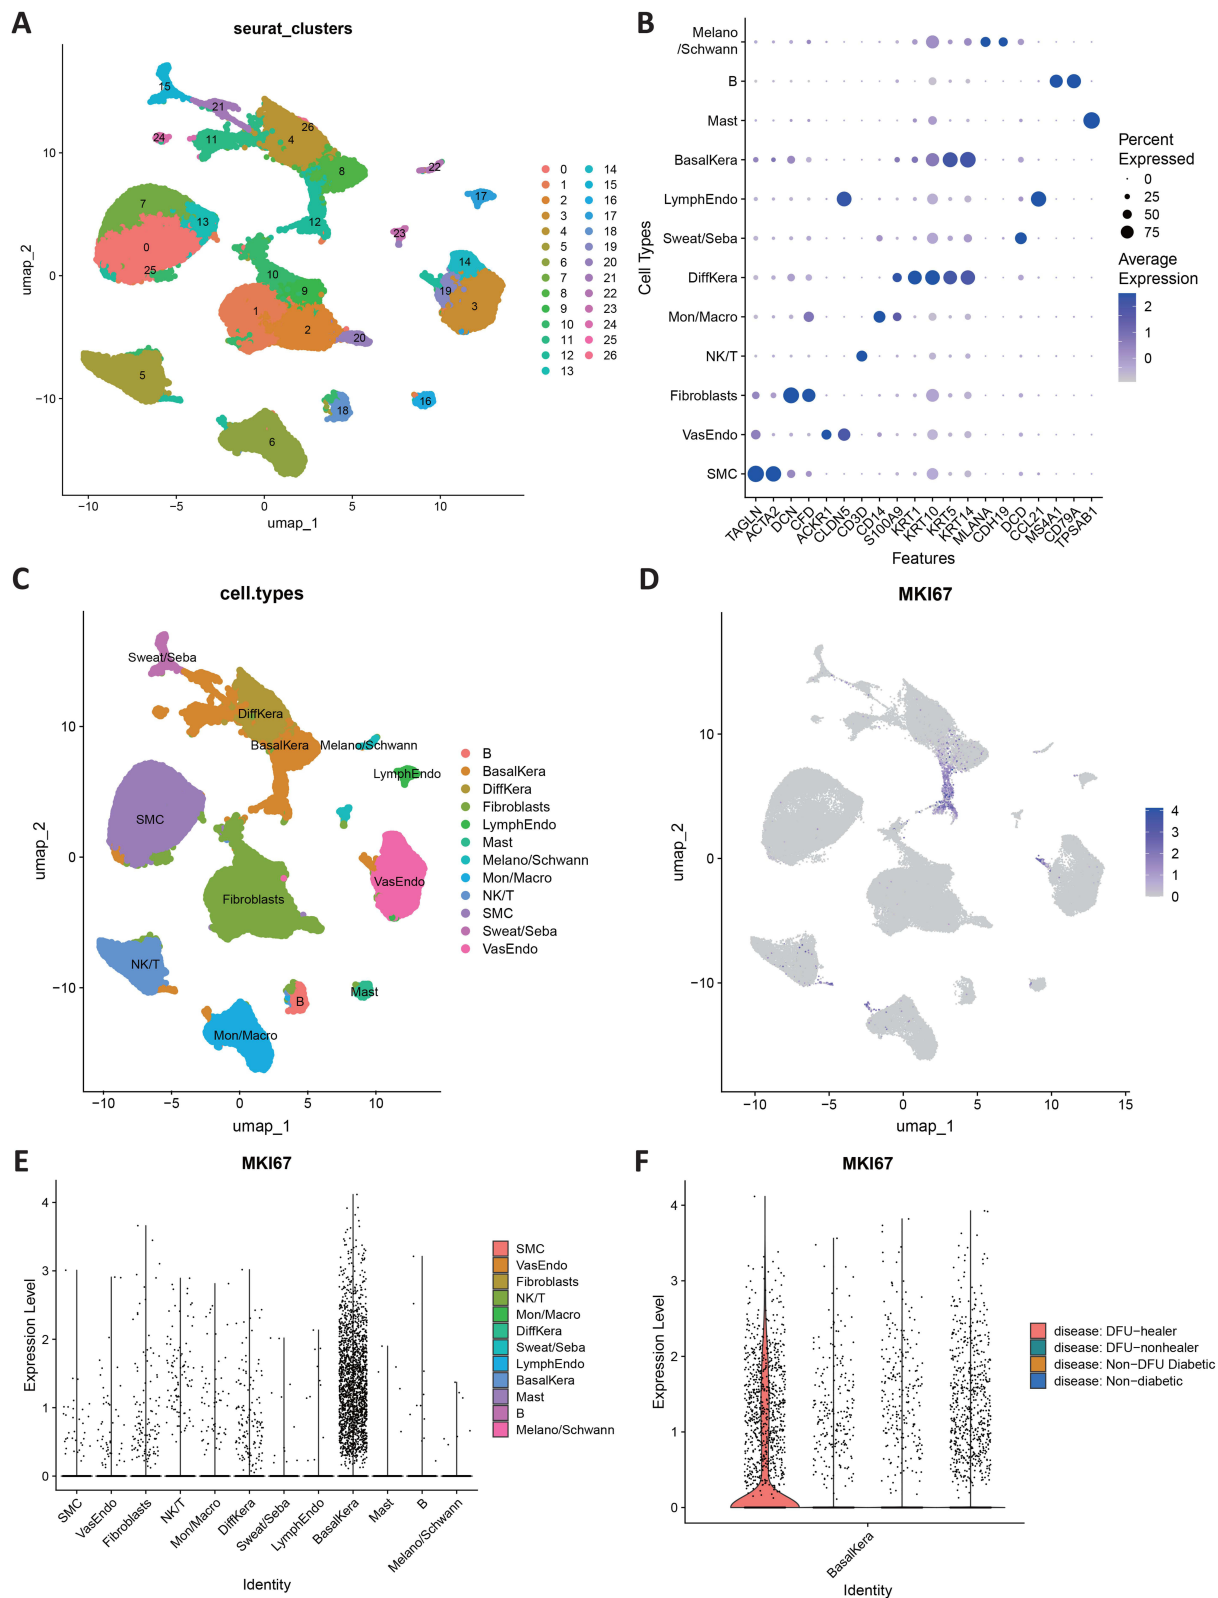 A
seurat_clusters
15
21
26
24
11
4
8
22
7
17
13
12
23
0
25
14
10
19
9
3
1
2
20
5
18
16
6
10
0
−10
−10
−5
0
5
10
umap_1
umap_2
0
1
2
3
4
5
6
7
8
9
10
11
12
13
14
15
16
17
18
19
20
21
22
23
24
25
26
B
Melano
/Schwann
B
Mast
BasalKera
LymphEndo
Sweat/Seba
DiffKera
Mon/Macro
NK/T
Fibroblasts
VasEndo
SMC
Cell Types
TAGLN
ACTA2
DCN
CFD
ACKR1
CLDN5
CD3D
CD14
S100A9
KRT1
KRT10
KRT5
KRT14
MLANA
CDH19
DCD
CCL21
MS4A1
CD79A
TPSAB1
Features
Percent
Expressed
0
25
50
75
Average
Expression
2
1
0
C
cell.types
Sweat/Seba
DiffKera
BasalKera
Melano/Schwann
LymphEndo
SMC
VasEndo
Fibroblasts
NK/T
B
Mast
Mon/Macro
10
0
−10
−10
−5
0
5
10
umap_1
umap_2
B
BasalKera
DiffKera
Fibroblasts
LymphEndo
Mast
Melano/Schwann
Mon/Macro
NK/T
SMC
Sweat/Seba
VasEndo
D
MKI67
10
0
−10
−10
−5
0
5
10
15
umap_1
umap_2
4
3
2
1
0
E
MKI67
4
3
2
1
0
Expression Level
SMC
VasEndo
Fibroblasts
NK/T
Mon/Macro
DiffKera
Sweat/Seba
LymphEndo
BasalKera
Mast
B
Melano/Schwann
Identity
SMC
VasEndo
Fibroblasts
NK/T
Mon/Macro
DiffKera
Sweat/Seba
LymphEndo
BasalKera
Mast
B
Melano/Schwann
F
MKI67
4
3
2
1
0
Expression Level
BasalKera
Identity
disease: DFU−healer
disease: DFU−nonhealer
disease: Non−DFU Diabetic
disease: Non−diabetic